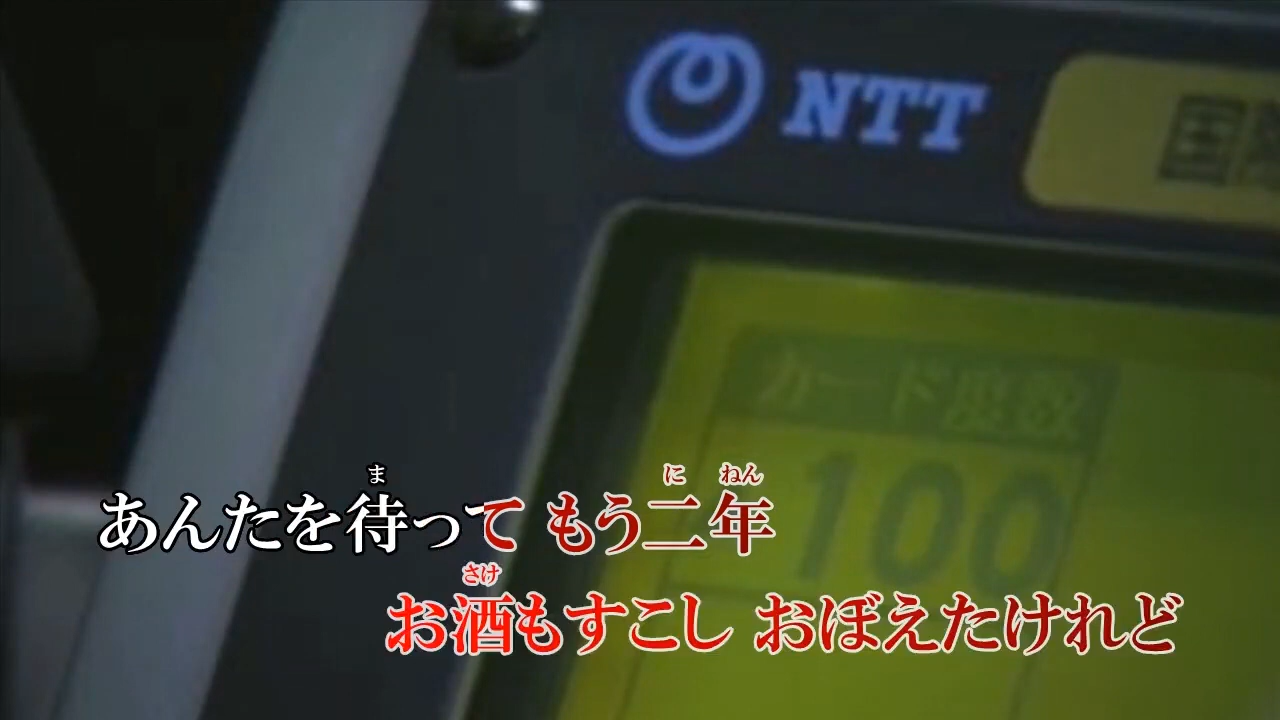 NTT
カード度数
100
ま に ねん
あんたを待って もう二年
さけ
お酒もすこし おぼえたけれど